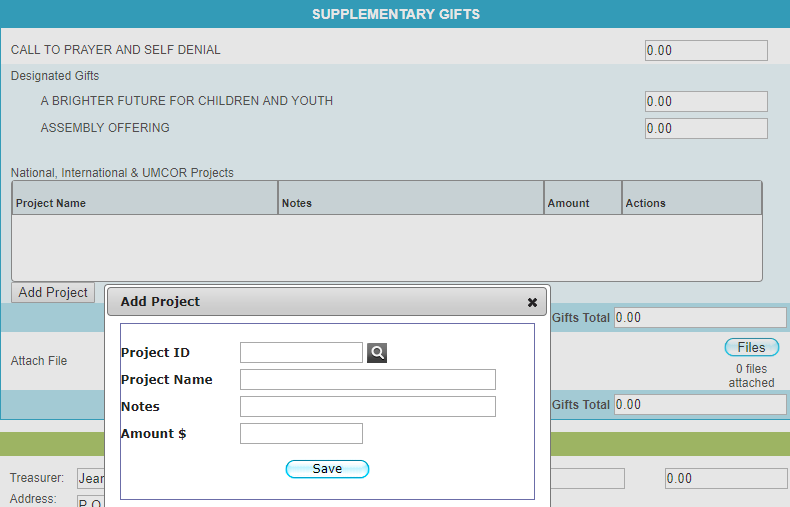 SUPPLEMENTARY GIFTS
CALL TO PRAYER AND SELF DENIAL 0.00
Designated Gifts
A BRIGHTER FUTURE FOR CHILDREN AND YOUTH 0.00
ASSEMBLY OFFERING 0.00
National, International & UMCOR Projects
Project Name Notes Amount Actions
Add Project
Add Project
Gifts Total 0.00
Project ID
Project Name
Notes
Amount $
Save
Attach File
Files
0 files
attached
Gifts Total 0.00
Treasurer: Jean 0.00
Address: P.O.